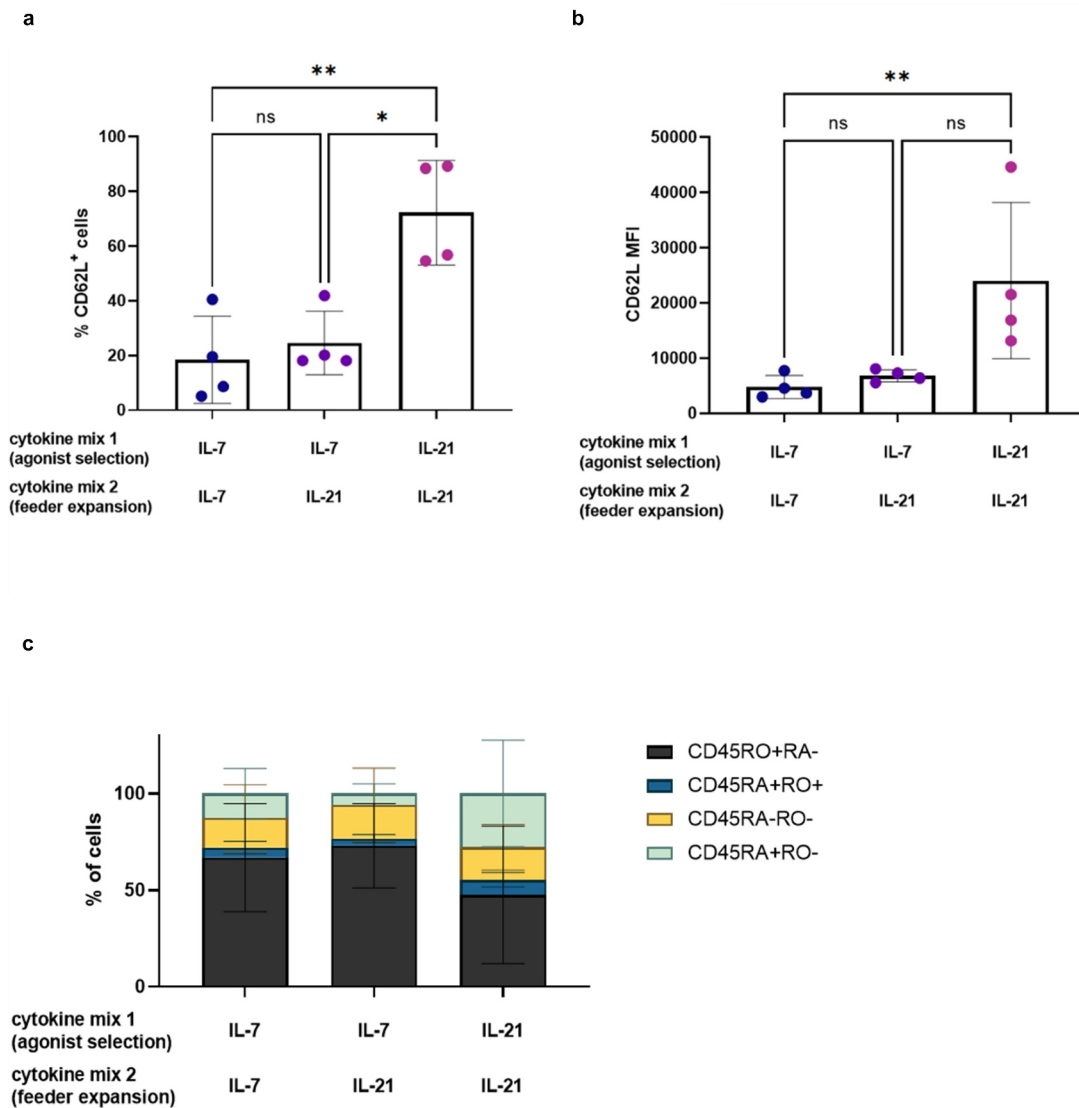 a
**
ns
*
100
80
60
40
20
0
% CD62L+ cells
cytokine mix 1
(agonist selection)
IL-7
IL-7
IL-21
cytokine mix 2
(feeder expansion)
IL-7
IL-21
IL-21
b
**
ns
ns
50000
40000
30000
20000
10000
0
CD62L MFI
cytokine mix 1
(agonist selection)
IL-7
IL-7
IL-21
cytokine mix 2
(feeder expansion)
IL-7
IL-21
IL-21
c
100
50
0
% of cells
CD45RO+RA-
CD45RA+RO+
CD45RA-RO-
CD45RA+RO-
cytokine mix 1
(agonist selection)
IL-7
IL-7
IL-21
cytokine mix 2
(feeder expansion)
IL-7
IL-21
IL-21